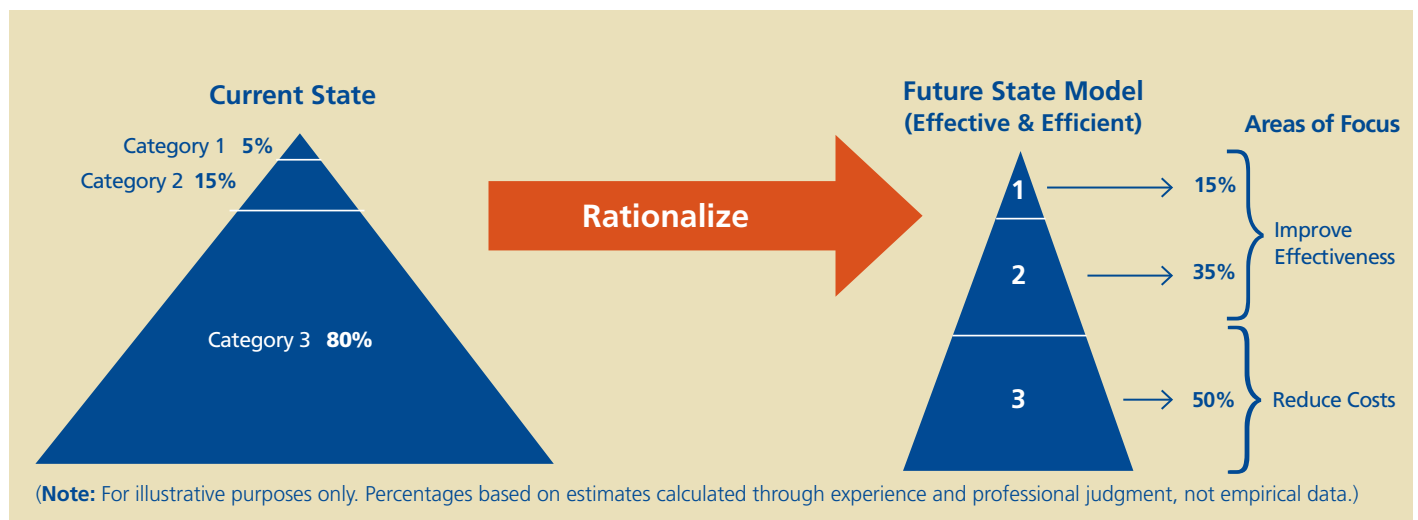 Current State
Category 1 5%
Category 2 15%
Category 3 80%
Rationalize
Future State Model
(Effective & Efficient)
Areas of Focus
1
15%
2
35%
Improve
Effectiveness
3
50%
Reduce Costs
(Note: For illustrative purposes only. Percentages based on estimates calculated through experience and professional judgment, not empirical data.)